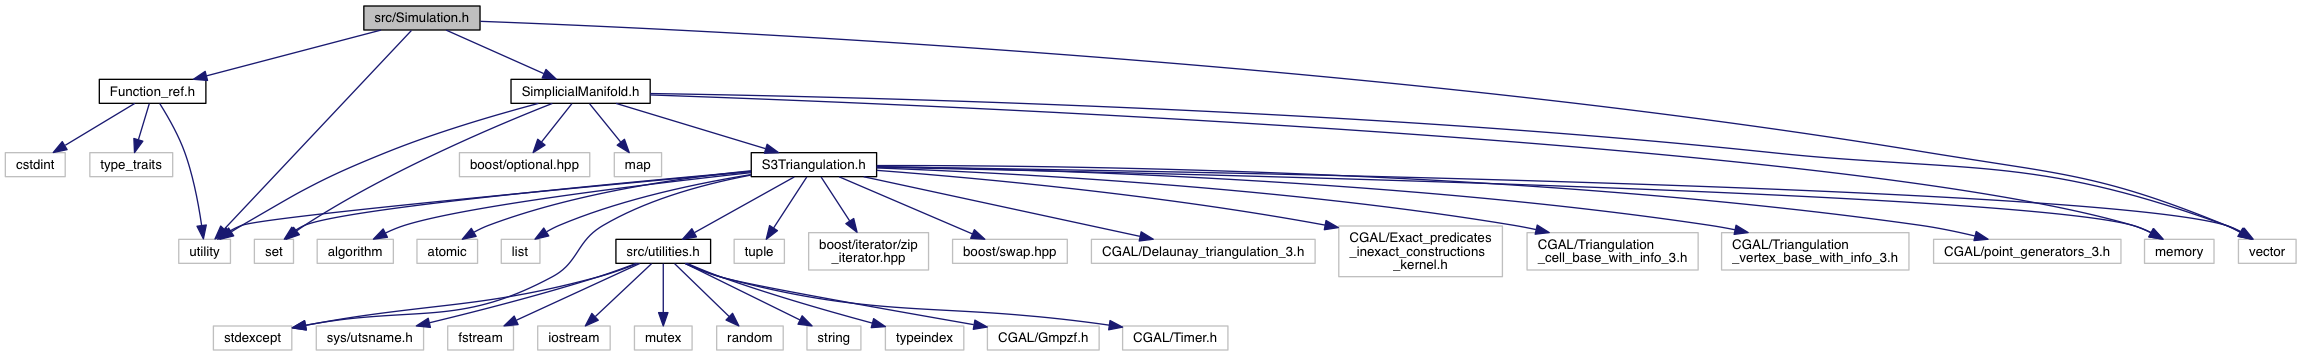 src/Simulation.h
Function_ref.h
SimplicialManifold.h
cstdint
type_traits
boost/optional.hpp
map
S3Triangulation.h
utility
set
algorithm
atomic
list
src/utilities.h
tuple
boost/iterator/zip
_iterator.hpp
boost/swap.hpp
CGAL/Delaunay_triangulation_3.h
CGAL/Exact_predicates
_inexact_constructions
_kernel.h
CGAL/Triangulation
_cell_base_with_info_3.h
CGAL/Triangulation
_vertex_base_with_info_3.h
CGAL/point_generators_3.h
memory
vector
stdexcept
sys/utsname.h
fstream
iostream
mutex
random
string
typeindex
CGAL/Gmpzf.h
CGAL/Timer.h